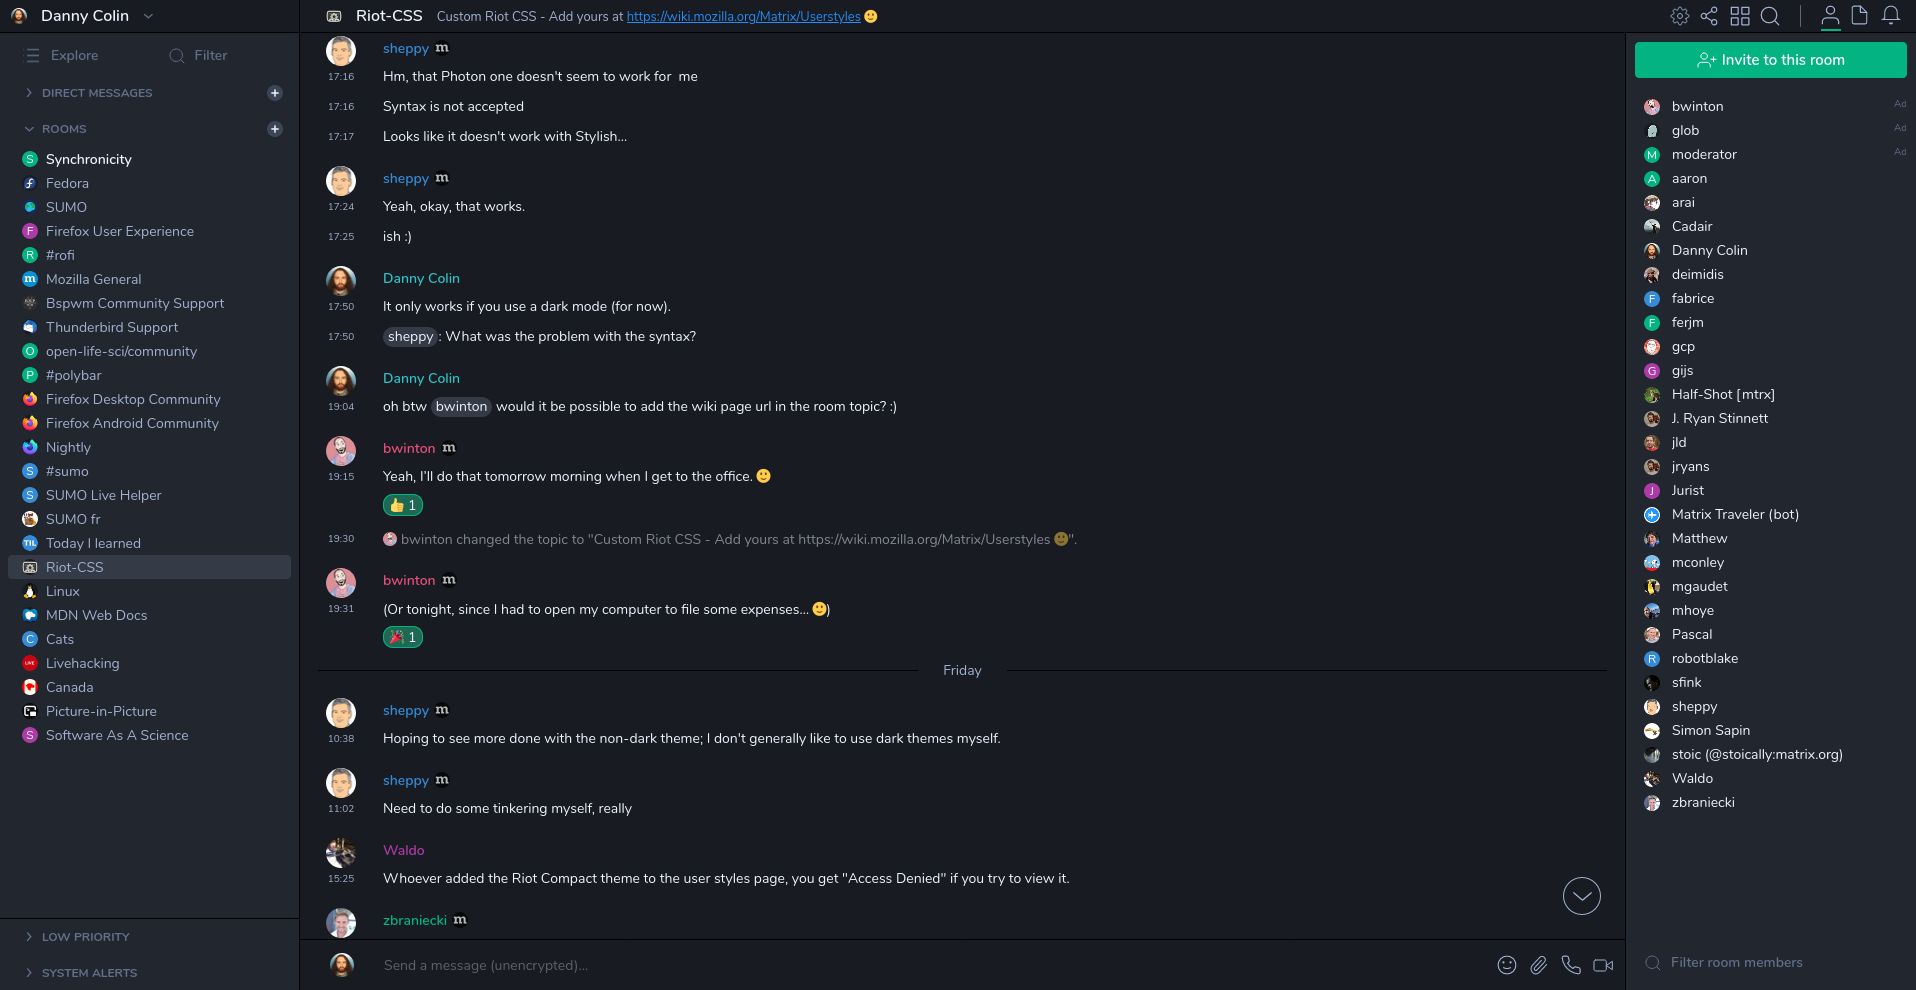 Danny Colin
Explore
Filter
DIRECT MESSAGES
ROOMS
S Synchronicity
Fedora
SUMO
F Firefox User Experience
R #rofi
m Mozilla General
Bspwm Community Support
Thunderbird Support
O open-life-sci/community
P #polybar
Firefox Desktop Community
Firefox Android Community
Nightly
S #sumo
S SUMO Live Helper
SUMO fr
TIL Today I learned
Riot-CSS
Linux
MDN Web Docs
C Cats
LIVE Livehacking
Canada
Picture-in-Picture
S Software As A Science
LOW PRIORITY
SYSTEM ALERTS
Riot-CSS Custom Riot CSS - Add yours at https://wiki.mozilla.org/Matrix/Userstyles 🙂
sheppy m
17:16 Hm, that Photon one doesn't seem to work for me
17:16 Syntax is not accepted
17:17 Looks like it doesn't work with Stylish...
sheppy m
17:24 Yeah, okay, that works.
17:25 ish :)
Danny Colin
17:50 It only works if you use a dark mode (for now).
17:50 sheppy: What was the problem with the syntax?
Danny Colin
19:04 oh btw bwinton would it be possible to add the wiki page url in the room topic? :)
bwinton m
19:15 Yeah, I'll do that tomorrow morning when I get to the office. 🙂
👍 1
19:30 bwinton changed the topic to "Custom Riot CSS - Add yours at https://wiki.mozilla.org/Matrix/Userstyles 🙂".
bwinton m
19:31 (Or tonight, since I had to open my computer to file some expenses... 🙂)
🎉 1
Friday
sheppy m
10:38 Hoping to see more done with the non-dark theme; I don't generally like to use dark themes myself.
sheppy m
11:02 Need to do some tinkering myself, really
Waldo
15:25 Whoever added the Riot Compact theme to the user styles page, you get "Access Denied" if you try to view it.
zbraniecki m
Send a message (unencrypted)...
Invite to this room
bwinton Ad
glob Ad
M moderator Ad
A aaron
arai
Cadair
Danny Colin
deimidis
F fabrice
F ferjm
gcp
G gijs
Half-Shot [mtrx]
J. Ryan Stinnett
jld
jryans
J Jurist
Matrix Traveler (bot)
Matthew
mconley
mgaudet
mhoye
Pascal
R robotblake
sfink
sheppy
Simon Sapin
stoic (@stoically:matrix.org)
Waldo
zbraniecki
Filter room members